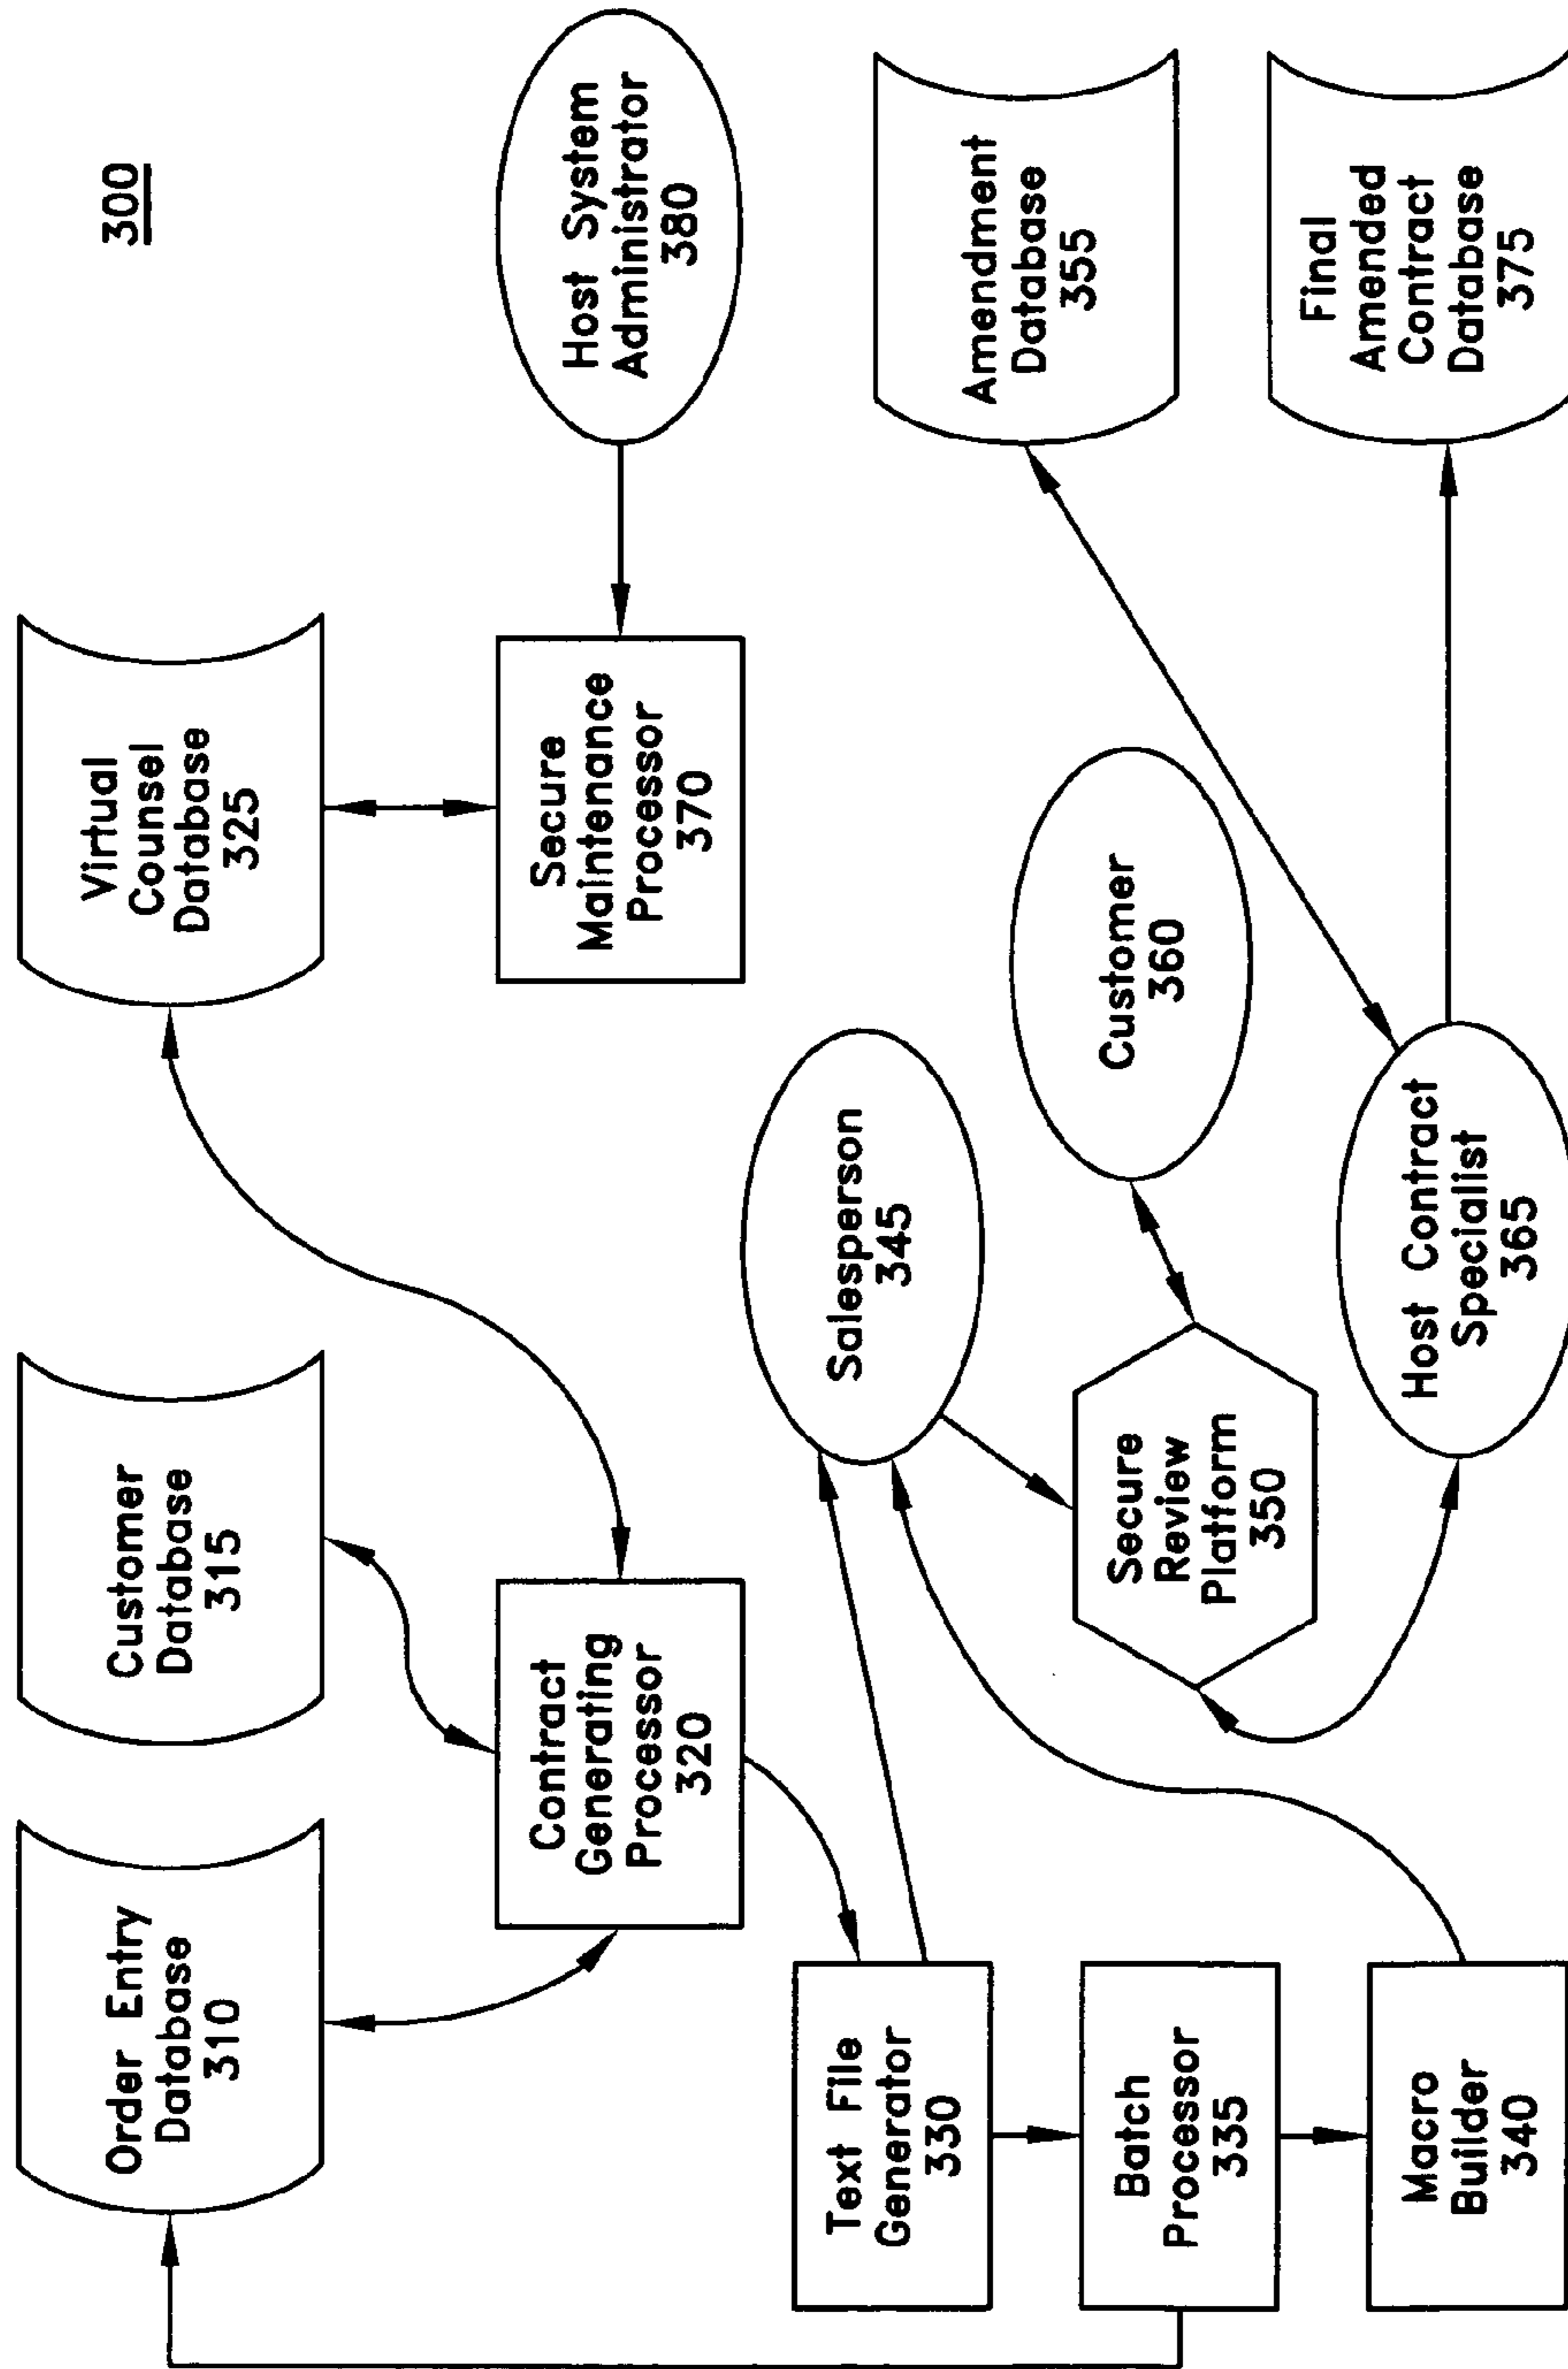 300
Order Entry
Database
310
Customer
Database
315
Virtual
Counsel
Database
325
Contract
Generating
Processor
320
Secure
Maintenance
Processor
370
Host System
Administrator
380
Text File
Generator
330
Salesperson
345
Batch
Processor
335
Secure
Review
Platform
350
Customer
360
Amendment
Database
355
Macro
Builder
340
Host Contract
Specialist
365
Final
Amended
Contract
Database
375